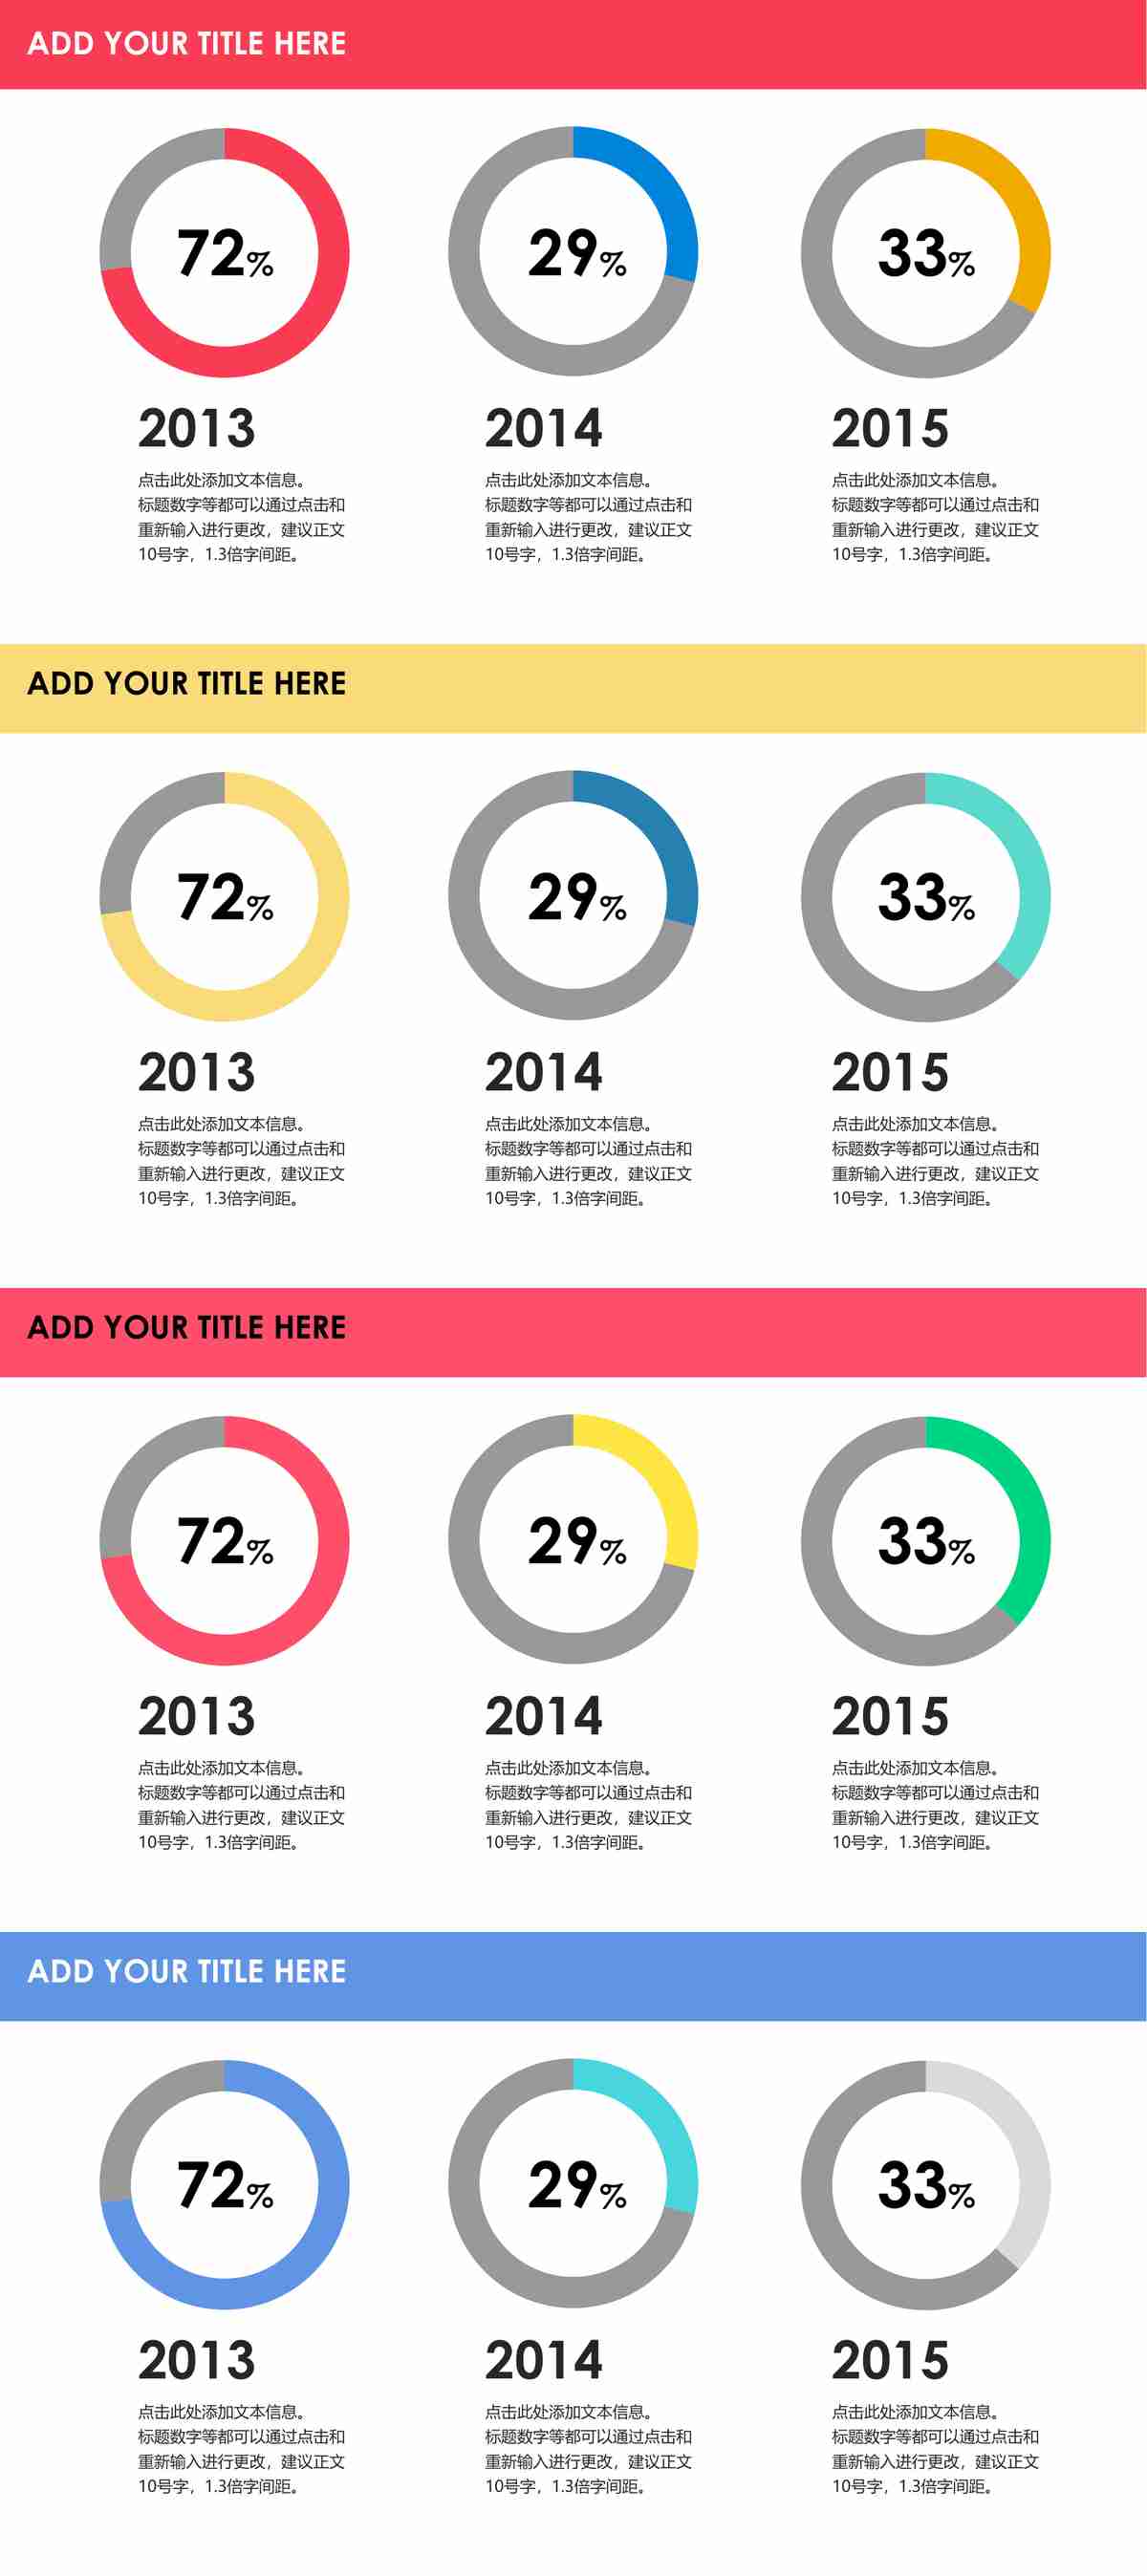 ADD YOUR TITLE HERE
72%
29%
33%
2013
2014
2015
点击此处添加文本信息。
标题数字等都可以通过点击和
重新输入进行更改，建议正文
10号字，1.3倍字间距。
点击此处添加文本信息。
标题数字等都可以通过点击和
重新输入进行更改，建议正文
10号字，1.3倍字间距。
点击此处添加文本信息。
标题数字等都可以通过点击和
重新输入进行更改，建议正文
10号字，1.3倍字间距。
ADD YOUR TITLE HERE
72%
29%
33%
2013
2014
2015
点击此处添加文本信息。
标题数字等都可以通过点击和
重新输入进行更改，建议正文
10号字，1.3倍字间距。
点击此处添加文本信息。
标题数字等都可以通过点击和
重新输入进行更改，建议正文
10号字，1.3倍字间距。
点击此处添加文本信息。
标题数字等都可以通过点击和
重新输入进行更改，建议正文
10号字，1.3倍字间距。
ADD YOUR TITLE HERE
72%
29%
33%
2013
2014
2015
点击此处添加文本信息。
标题数字等都可以通过点击和
重新输入进行更改，建议正文
10号字，1.3倍字间距。
点击此处添加文本信息。
标题数字等都可以通过点击和
重新输入进行更改，建议正文
10号字，1.3倍字间距。
点击此处添加文本信息。
标题数字等都可以通过点击和
重新输入进行更改，建议正文
10号字，1.3倍字间距。
ADD YOUR TITLE HERE
72%
29%
33%
2013
2014
2015
点击此处添加文本信息。
标题数字等都可以通过点击和
重新输入进行更改，建议正文
10号字，1.3倍字间距。
点击此处添加文本信息。
标题数字等都可以通过点击和
重新输入进行更改，建议正文
10号字，1.3倍字间距。
点击此处添加文本信息。
标题数字等都可以通过点击和
重新输入进行更改，建议正文
10号字，1.3倍字间距。